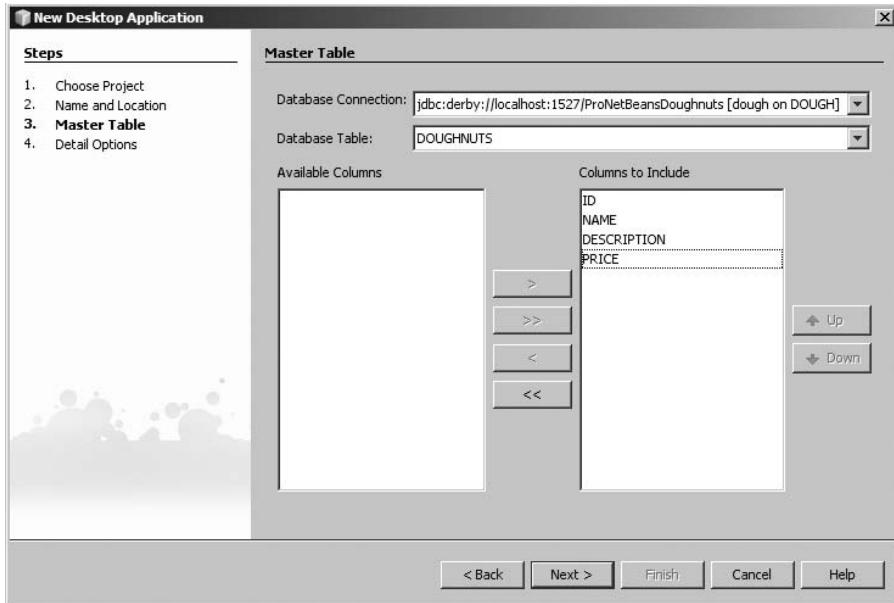 New Desktop Application
Steps
1. Choose Project
2. Name and Location
3. Master Table
4. Detail Options
Master Table
Database Connection: jdbc:derby://localhost:1527/ProNetBeansDoughnuts [dough on DOUGH]
Database Table: DOUGHNUTS
Available Columns
Columns to Include
ID
NAME
DESCRIPTION
PRICE
>
>>
<
<<
Up
Down
< Back
Next >
Finish
Cancel
Help